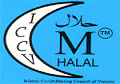 ICCV
حلال
M
TM
HALAL
Islamic Co-Ordinating Council of Victoria